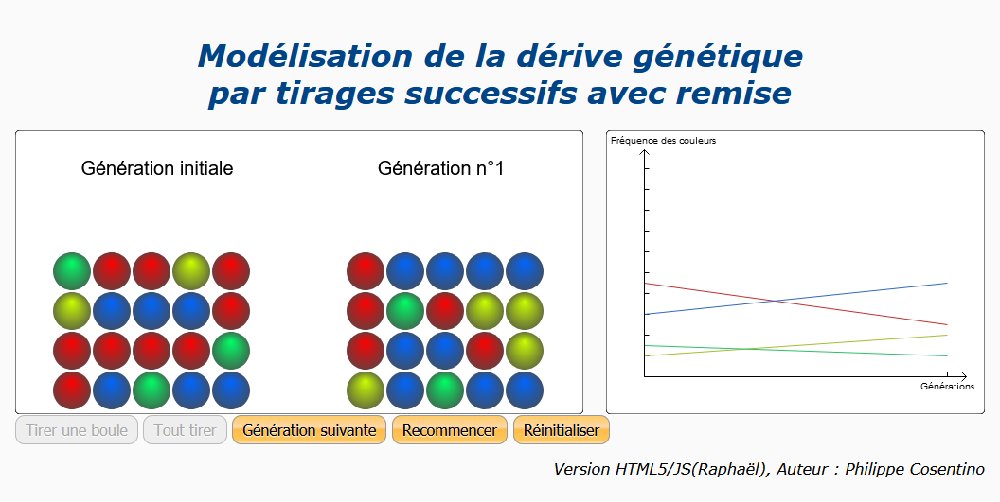 Modélisation de la dérive génétique
par tirages successifs avec remise
Génération initiale
Génération n°1
Fréquence des couleurs
Générations
Tirer une boule
Tout tirer
Génération suivante
Recommencer
Réinitialiser
Version HTML5/JS(Raphaël), Auteur : Philippe Cosentino